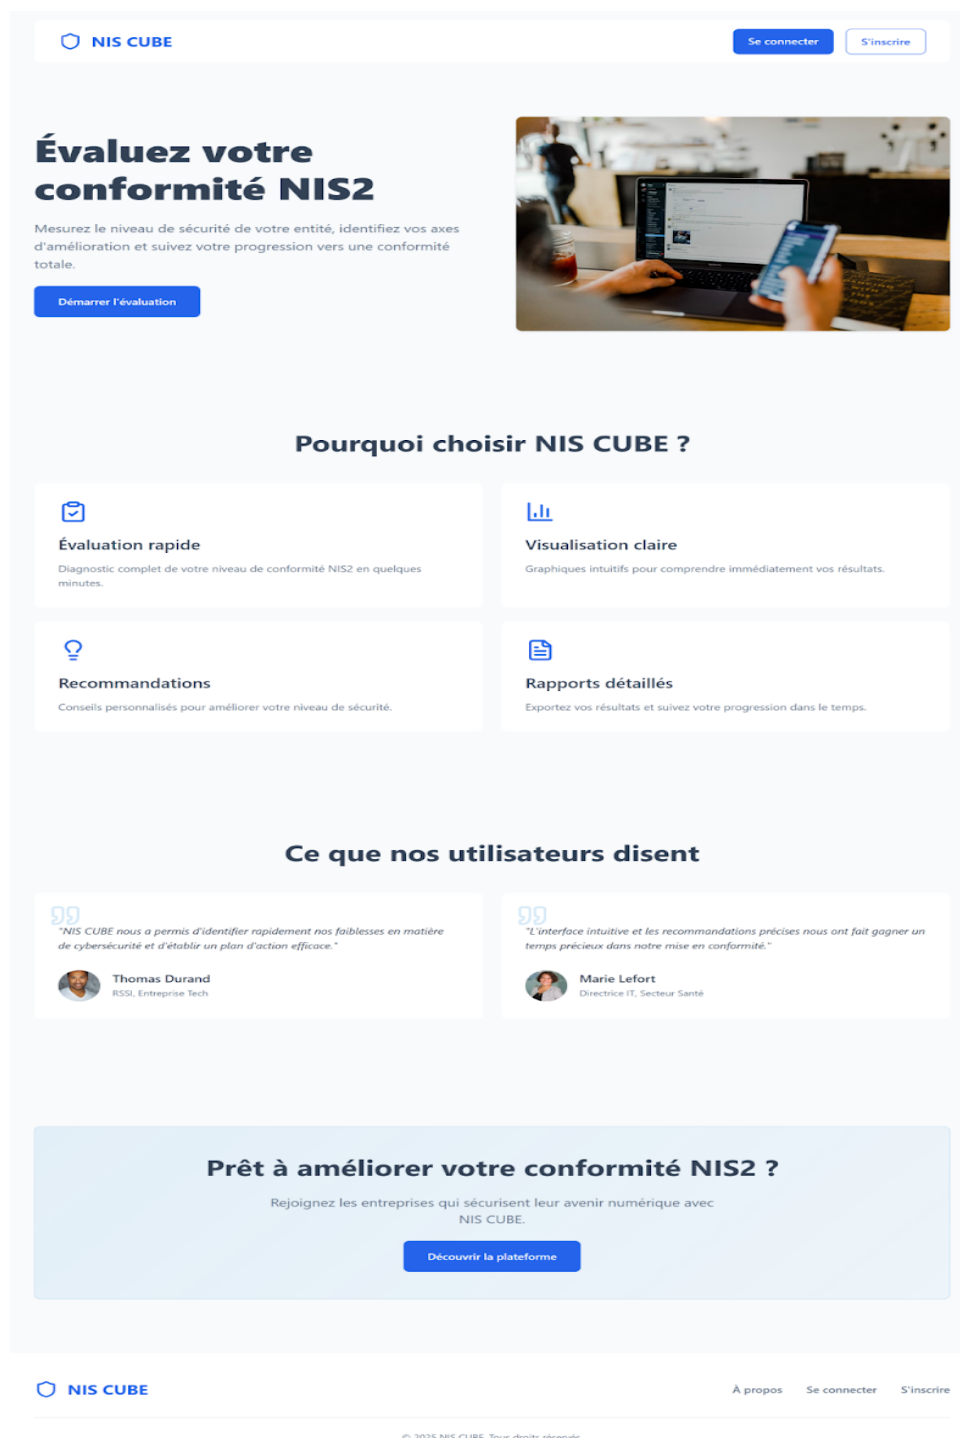 NIS CUBE
Se connecter
S'inscrire
Évaluez votre
conformité NIS2
Mesurez le niveau de sécurité de votre entité, identifiez vos axes
d'amélioration et suivez votre progression vers une conformité
totale.
Démarrer l'évaluation
Pourquoi choisir NIS CUBE ?
Évaluation rapide
Diagnostic complet de votre niveau de conformité NIS2 en quelques
minutes.
Visualisation claire
Graphiques intuitifs pour comprendre immédiatement vos résultats.
Recommandations
Conseils personnalisés pour améliorer votre niveau de sécurité.
Rapports détaillés
Exportez vos résultats et suivez votre progression dans le temps.
Ce que nos utilisateurs disent
"NIS CUBE nous a permis d'identifier rapidement nos faiblesses en matière
de cybersécurité et d'établir un plan d'action efficace."
Thomas Durand
RSSI, Entreprise Tech
"L'interface intuitive et les recommandations précises nous ont fait gagner un
temps précieux dans notre mise en conformité."
Marie Lefort
Directrice IT, Secteur Santé
Prêt à améliorer votre conformité NIS2 ?
Rejoignez les entreprises qui sécurisent leur avenir numérique avec
NIS CUBE.
Découvrir la plateforme
NIS CUBE
À propos
Se connecter
S'inscrire
© 2025 NIS CUBE. Tous droits réservés.